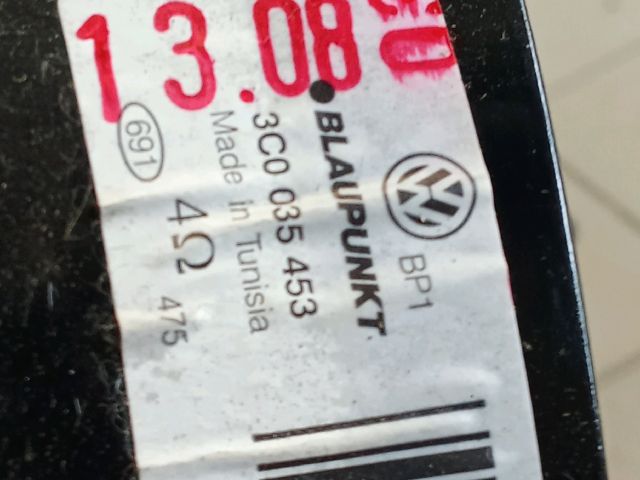 13.08
BLAUPUNKT
BP1
3C0 035 453
Made in Tunisia
4Ω
691
475